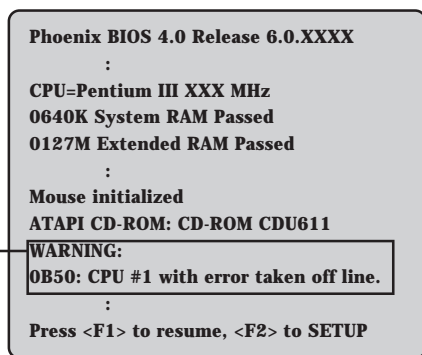 Phoenix BIOS 4.0 Release 6.0.XXXX
:
CPU=Pentium III XXX MHz
0640K System RAM Passed
0127M Extended RAM Passed
:
Mouse initialized
ATAPI CD-ROM: CD-ROM CDU611
WARNING:
0B50: CPU #1 with error taken off line.
:
Press <F1> to resume, <F2> to SETUP